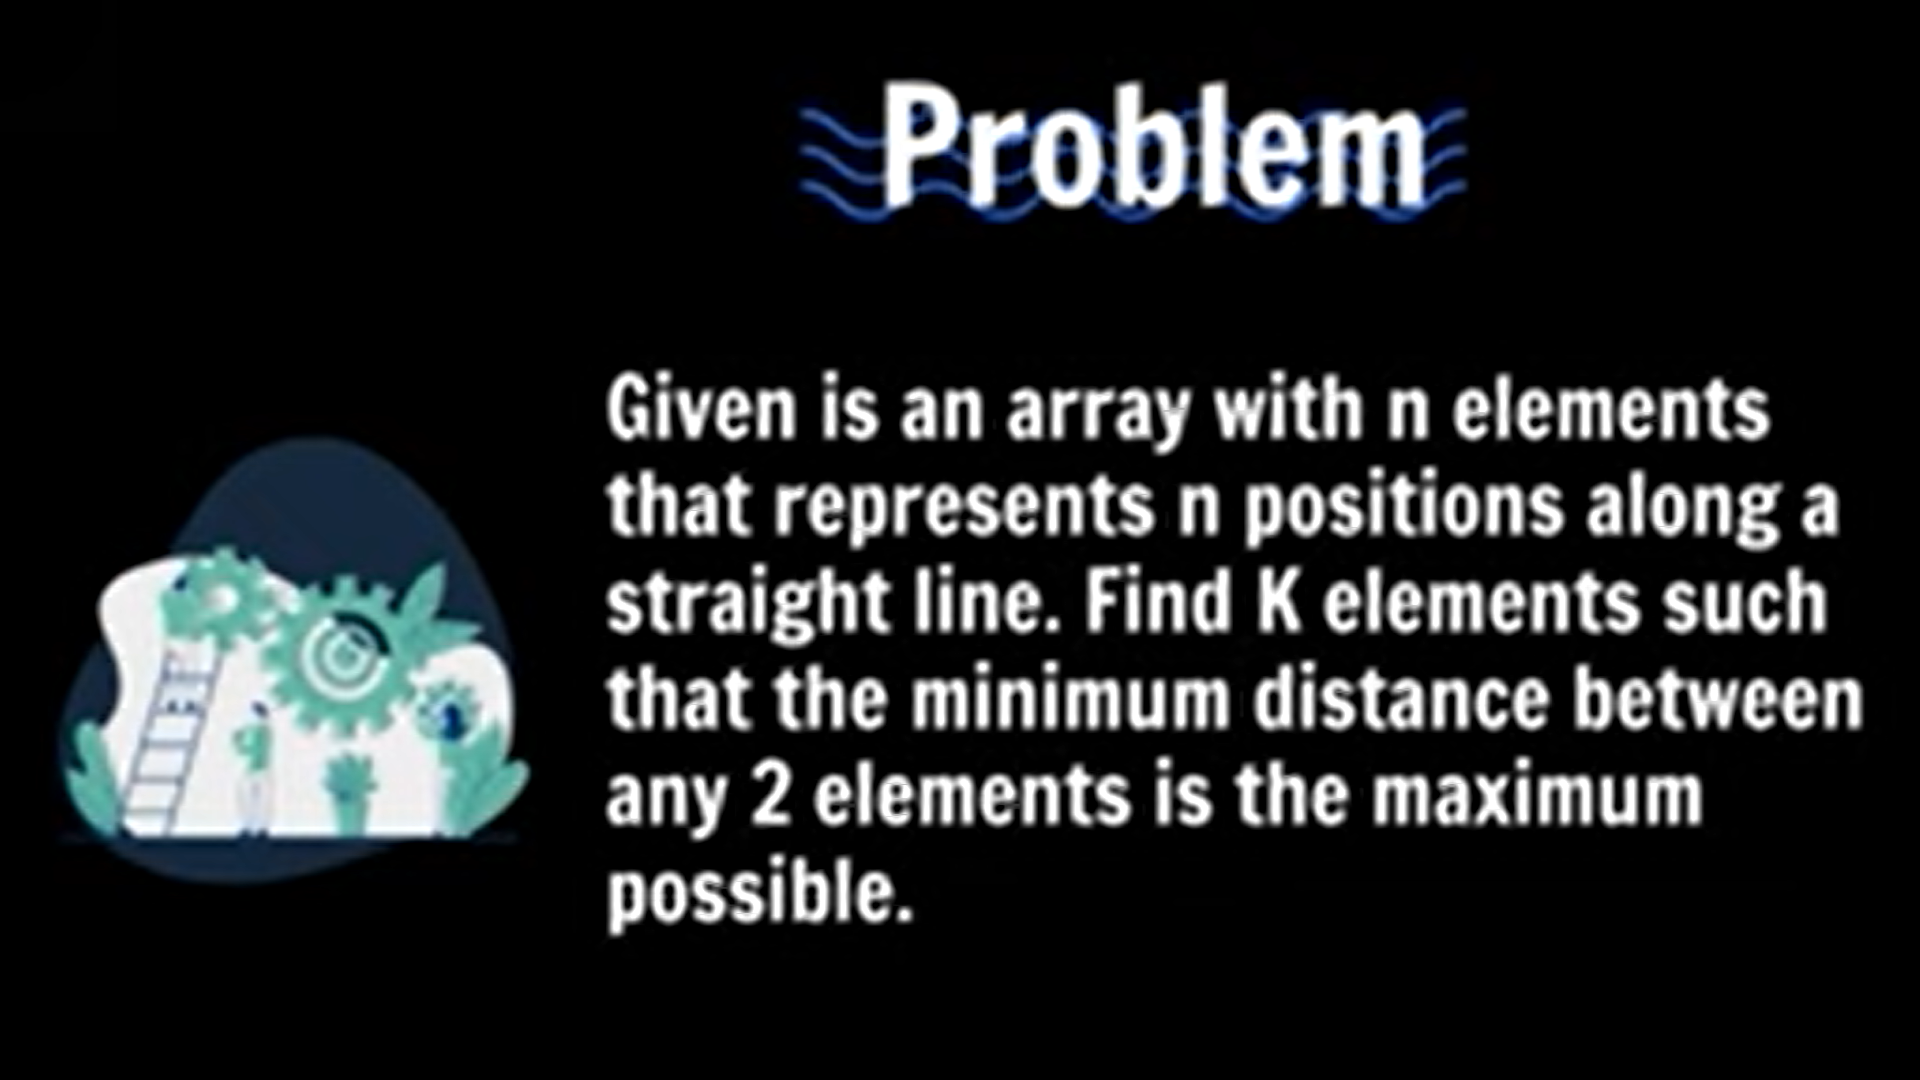 Problem
Given is an array with n elements
that represents n positions along a
straight line. Find K elements such
that the minimum distance between
any 2 elements is the maximum
possible.